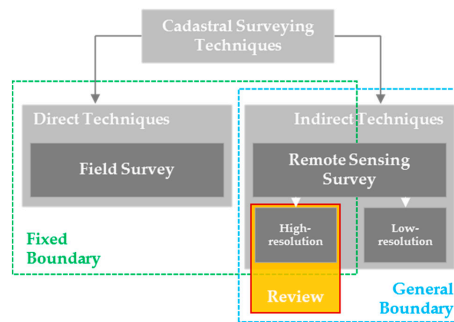 Cadastral Surveying
Techniques
Direct Techniques
Indirect Techniques
Field Survey
Remote Sensing
Survey
High-
resolution
Low-
resolution
Fixed
Boundary
Review
General
Boundary